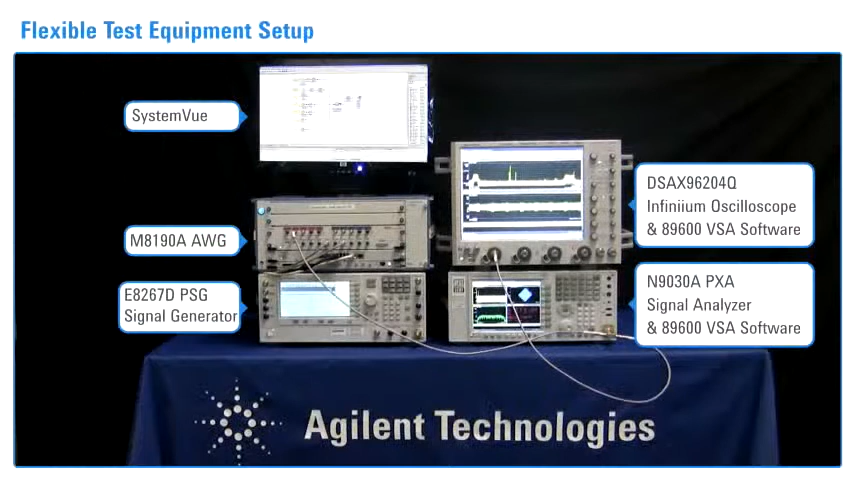 Flexible Test Equipment Setup
SystemVue
M8190A AWG
E8267D PSG
Signal Generator
DSAX96204Q
Infiniium Oscilloscope
& 89600 VSA Software
N9030A PXA
Signal Analyzer
& 89600 VSA Software
Agilent Technologies